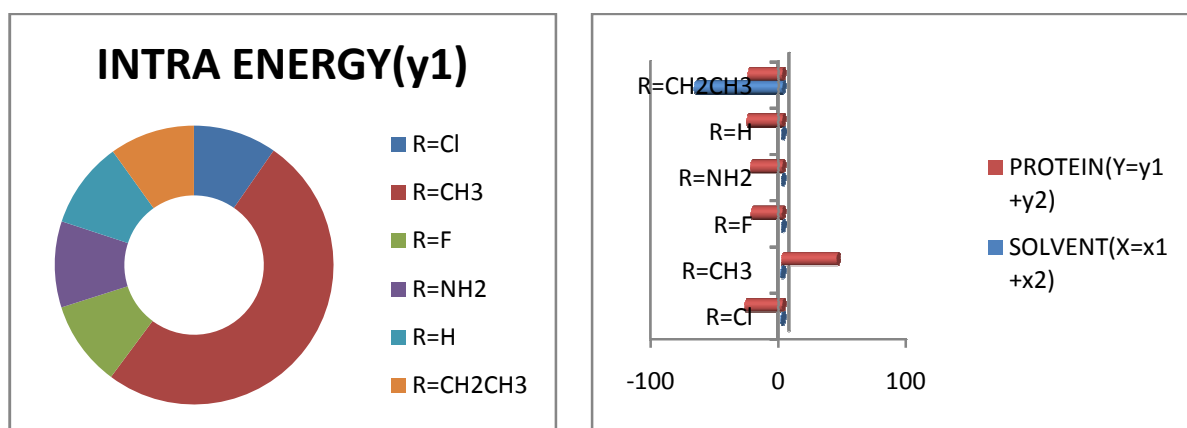 INTRA ENERGY(y1)
R=Cl
R=CH3
R=F
R=NH2
R=H
R=CH2CH3
R=CH2CH3
R=H
R=NH2
R=F
R=CH3
R=Cl
-100
0
100
PROTEIN(Y=y1
+y2)
SOLVENT(X=x1
+x2)